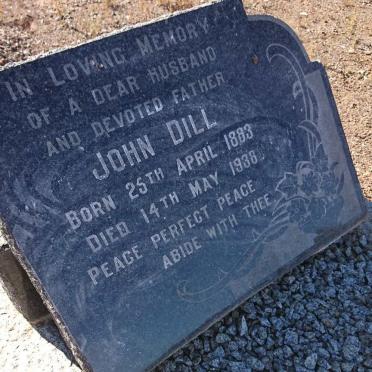 IN LOVING MEMORY
OF A DEAR HUSBAND
AND DEVOTED FATHER
JOHN DILL
BORN 25TH APRIL 1883
DIED 14TH MAY 1936
PEACE PERFECT PEACE
ABIDE WITH THEE